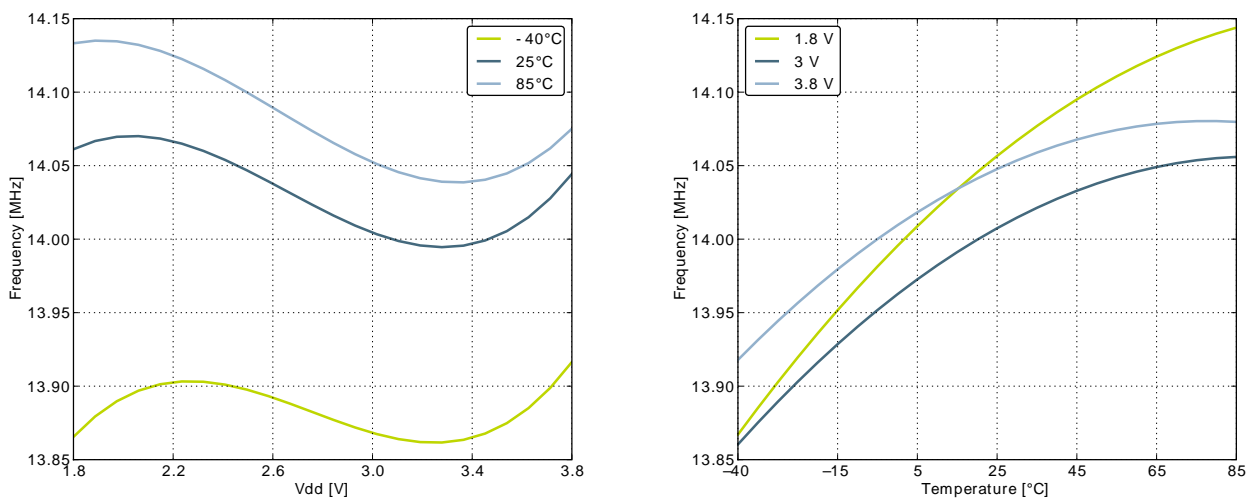 14.15
14.10
14.05
14.00
13.95
13.90
13.85
Frequency [MHz]
- 40°C
25°C
85°C
1.8
2.2
2.6
3.0
3.4
3.8
Vdd [V]
14.15
14.10
14.05
14.00
13.95
13.90
13.85
Frequency [MHz]
1.8 V
3 V
3.8 V
–40
–15
5
25
45
65
85
Temperature [°C]